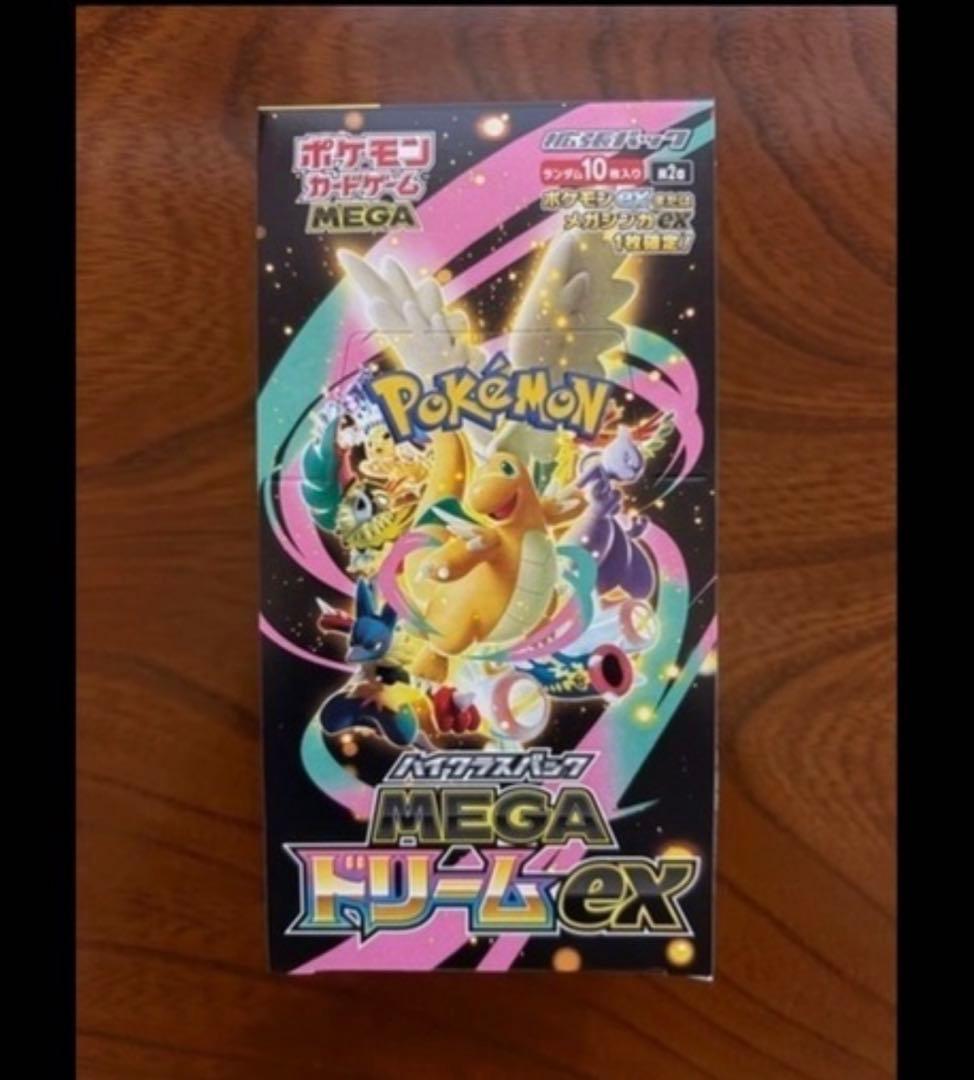 ポケモン
カードゲーム
MEGA
拡張パック
ランダム10枚入り
ポケモンexまたは
メガシンカex
1枚確定!
POKéMON
ハイクラスパック
MEGA
ドリームex